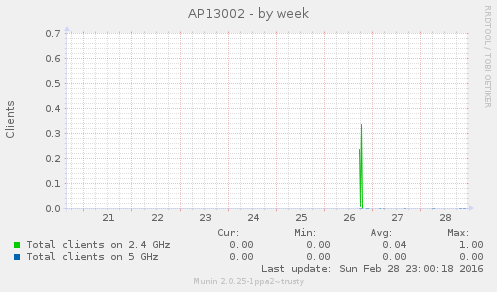 AP13002 - by week
RRDTOOL / TOBI OETIKER
Clients
0.7
0.6
0.5
0.4
0.3
0.2
0.1
0.0
21 22 23 24 25 26 27 28
Cur: Min: Avg: Max:
Total clients on 2.4 GHz 0.00 0.00 0.04 1.00
Total clients on 5 GHz 0.00 0.00 0.00 0.00
Last update: Sun Feb 28 23:00:18 2016
Munin 2.0.25-1ppa2~trusty